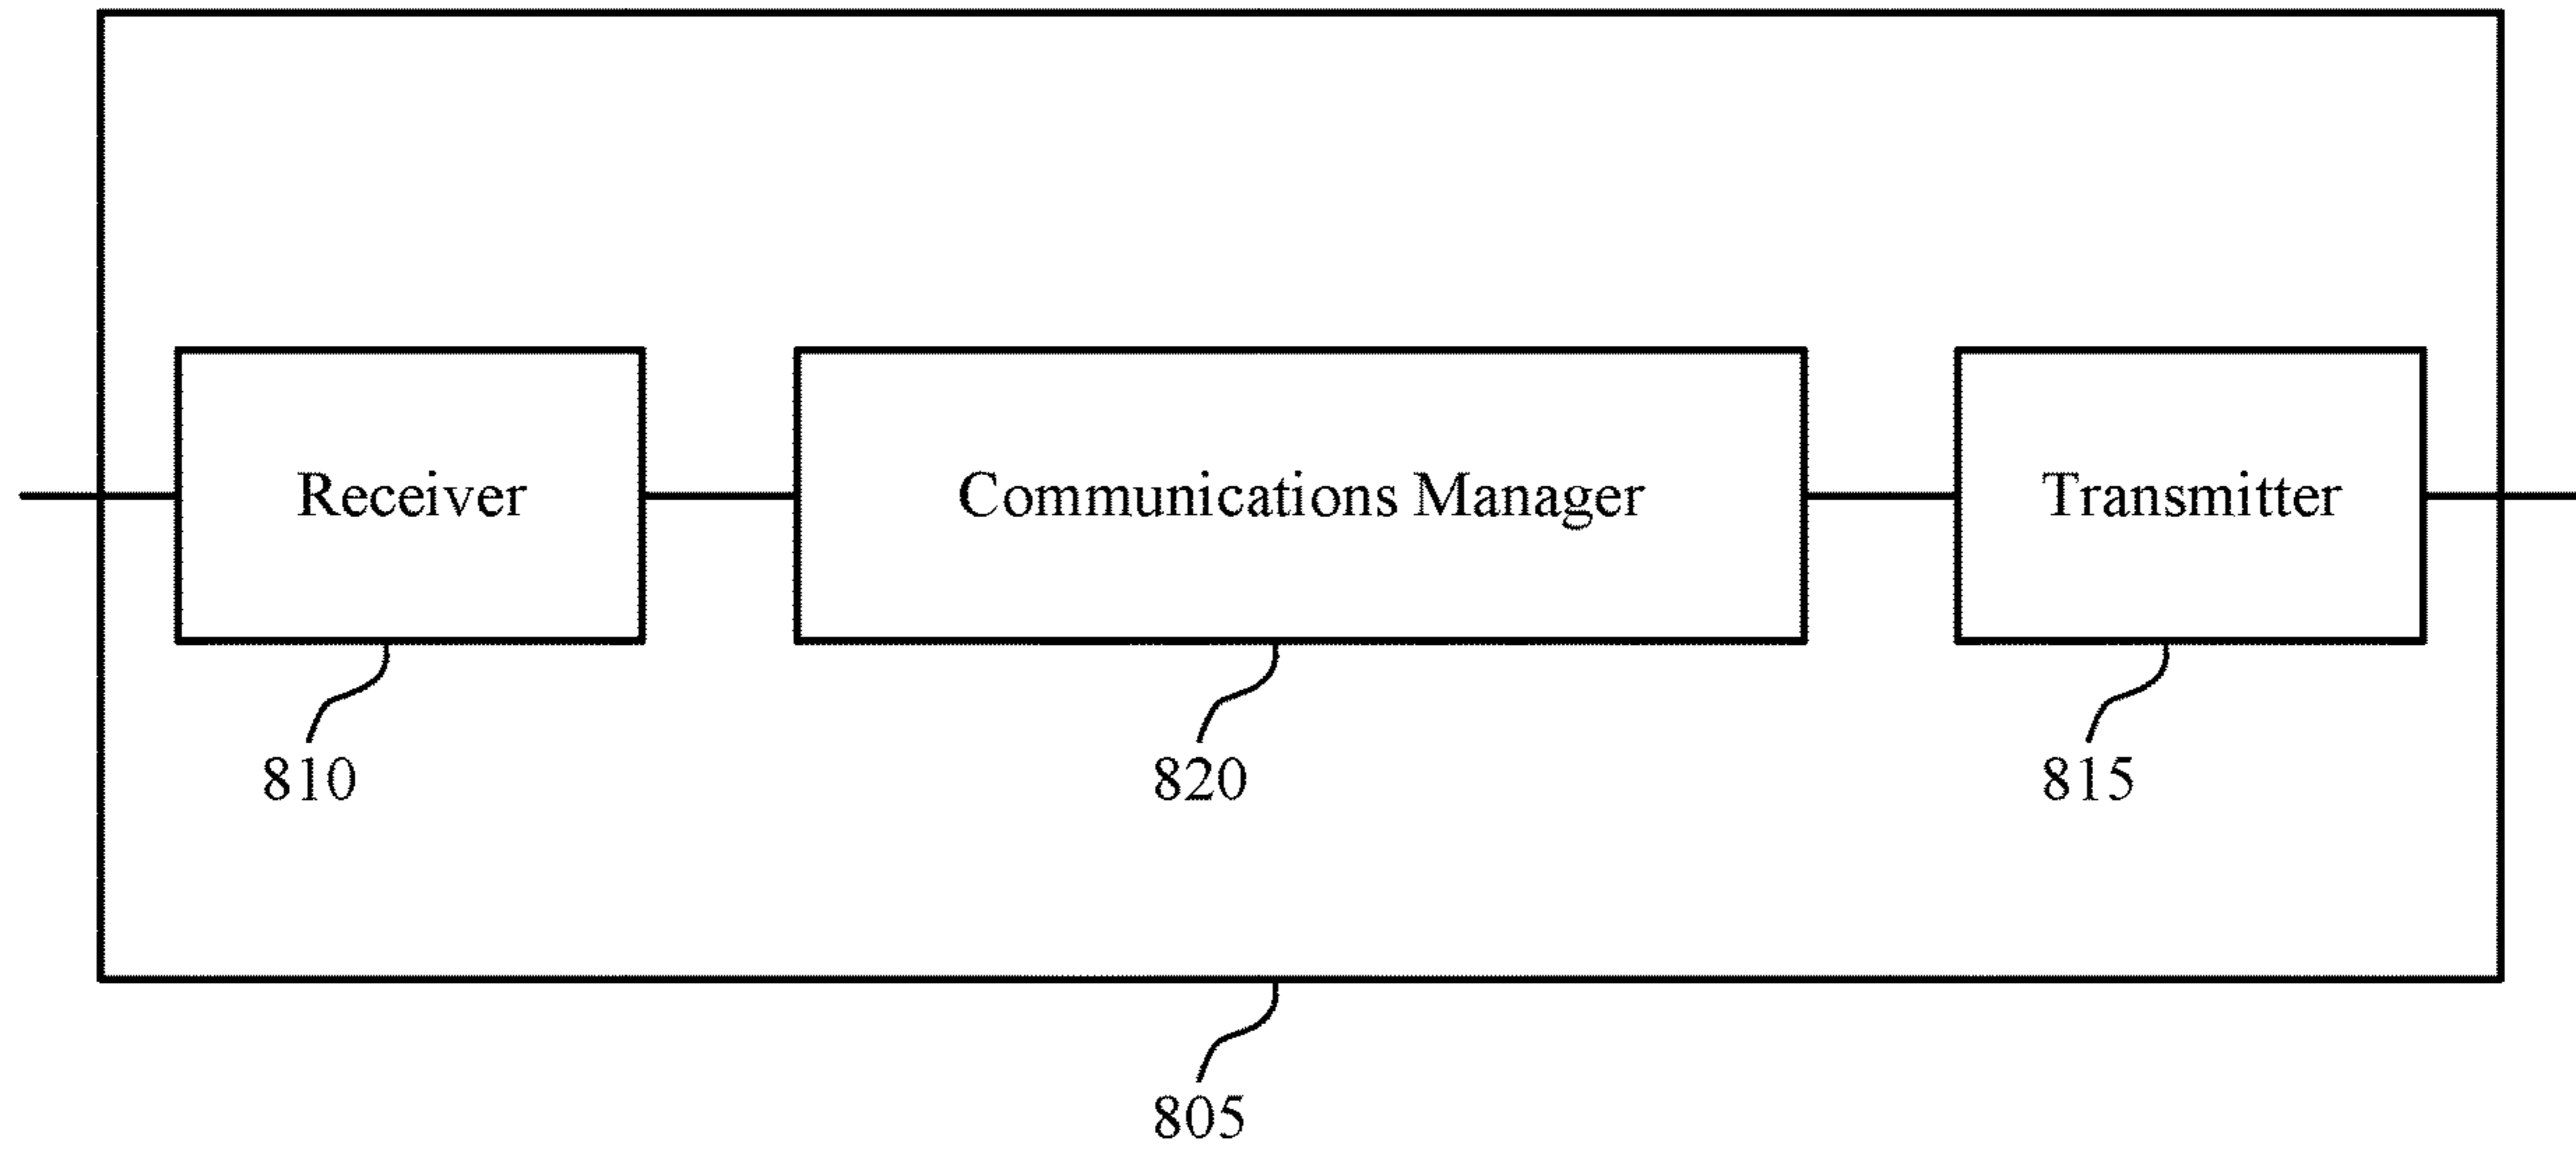 Receiver
Communications Manager
Transmitter
810
820
815
805